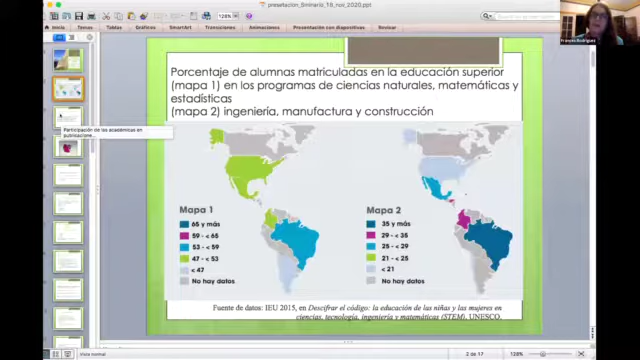 presetacion_Seminario_18_nov_2020.ppt
128%
Inicio Temas Tablas Gráficos SmartArt Transiciones Animaciones Presentación con diapositivas Revisar
Frances Rodríguez
Porcentaje de alumnas matriculadas en la educación superior
(mapa 1) en los programas de ciencias naturales, matemáticas y
estadísticas
(mapa 2) ingeniería, manufactura y construcción
Participación de las académicas en
publicacione...
Mapa 1
65 y más
59 - < 65
53 - < 59
47 - < 53
< 47
No hay datos
Mapa 2
35 y más
29 - < 35
25 - < 29
21 - < 25
< 21
No hay datos
Fuente de datos: IEU 2015, en Descifrar el código: la educación de las niñas y las mujeres en
ciencias, tecnología, ingeniería y matemáticas (STEM). UNESCO.
Vista normal
2 de 17
128%